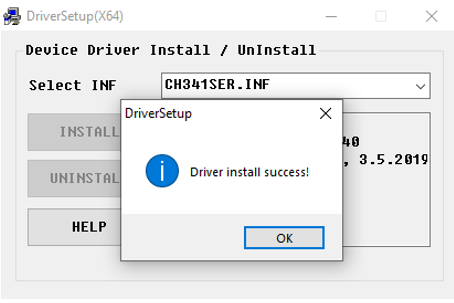 DriverSetup(X64)
Device Driver Install / UnInstall
Select INF
CH341SER.INF
DriverSetup
INSTALL
40
, 3.5.2019
Driver install success!
UNINSTAL
HELP
OK